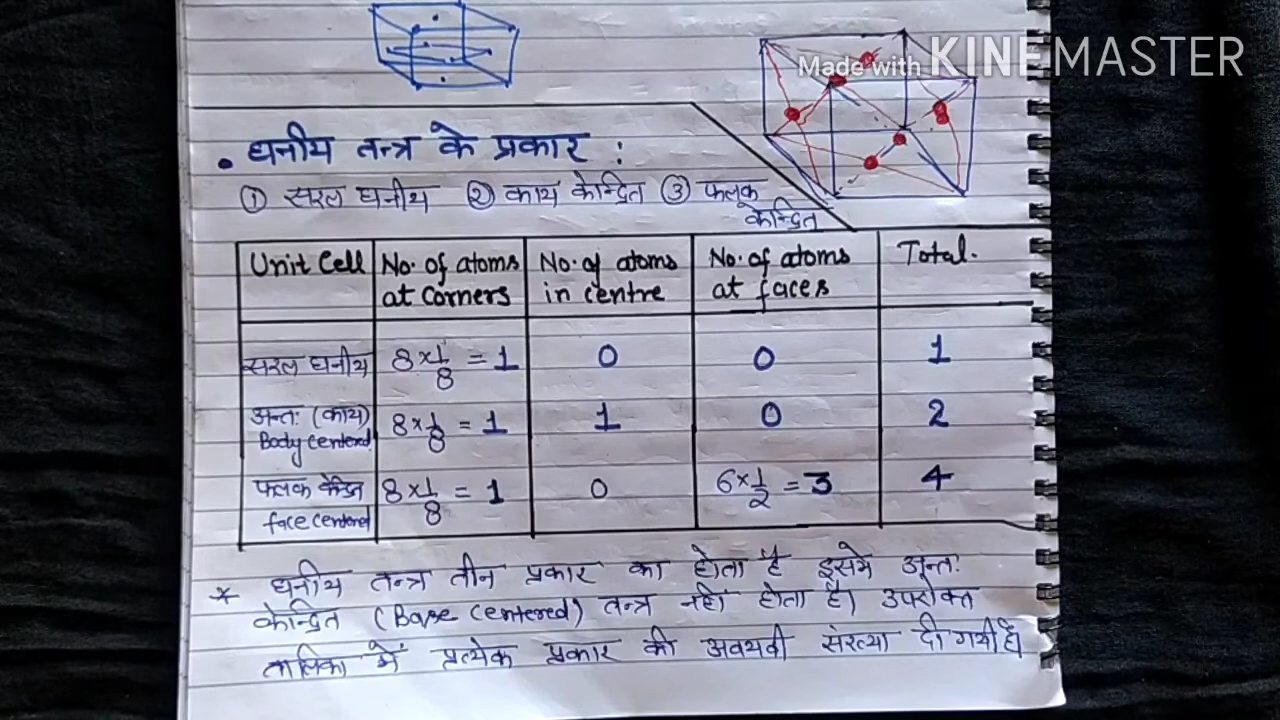 Made with KINEMASTER
• घनीय तन्त्र के प्रकार :
① सरल घनीय ② काय केन्द्रित ③ फलक
केन्द्रित
Unit Cell No. of atoms at Corners No. of atoms in centre No. of atoms at faces Total.
सरल घनीय 8 × 1/8 = 1 0 0 1
अन्तः (काय) Body Centered 8 × 1/8 = 1 1 0 2
फलक केन्द्रित face Centered 8 × 1/8 = 1 0 6 × 1/2 = 3 4
* घनीय तन्त्र तीन प्रकार का होता है इसमे अन्तः
केन्द्रित (Base Centered) तन्त्र नहीं होता है। उपरोक्त
तालिका में प्रत्येक प्रकार की अवयवी संख्या दी गयी है।